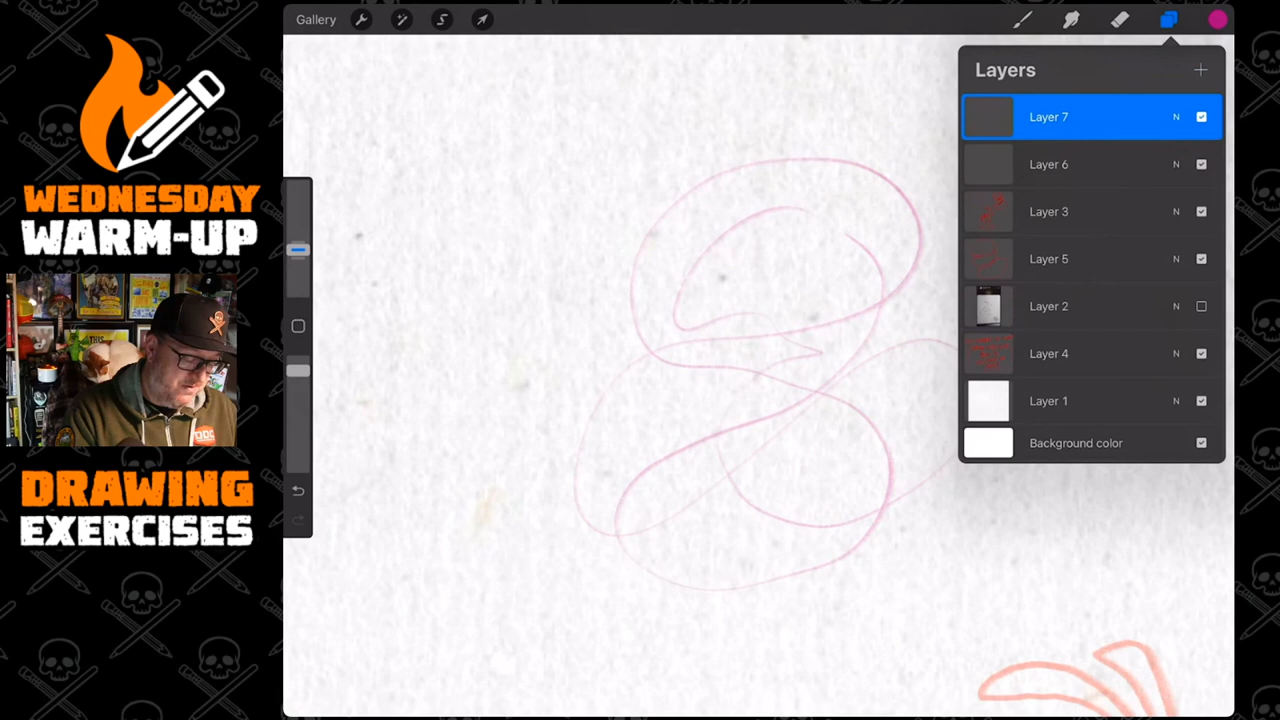 Gallery
WEDNESDAY
WARM-UP
DRAWING
EXERCISES
Layers
Layer 7 N
Layer 6 N
Layer 3 N
Layer 5 N
Layer 2 N
Layer 4 N
Layer 1 N
Background color
THIS